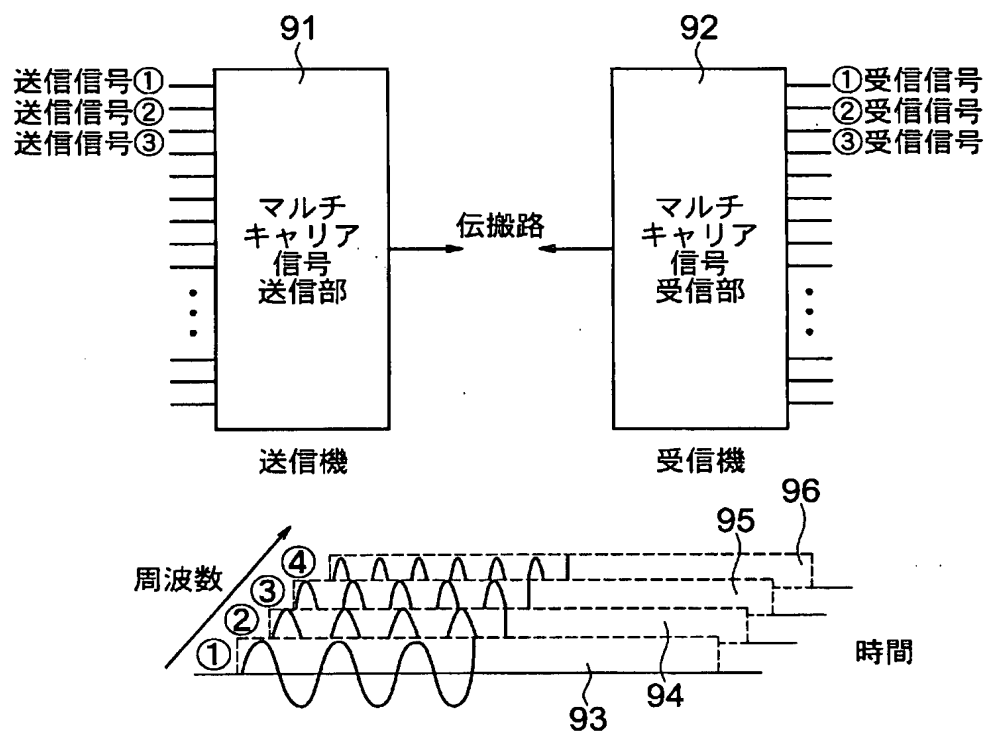 91
92
送信信号①
送信信号②
送信信号③
①受信信号
②受信信号
③受信信号
マルチ
キャリア
信号
送信部
伝搬路
マルチ
キャリア
信号
受信部
送信機
受信機
周波数
④
③
②
①
96
95
94
93
時間